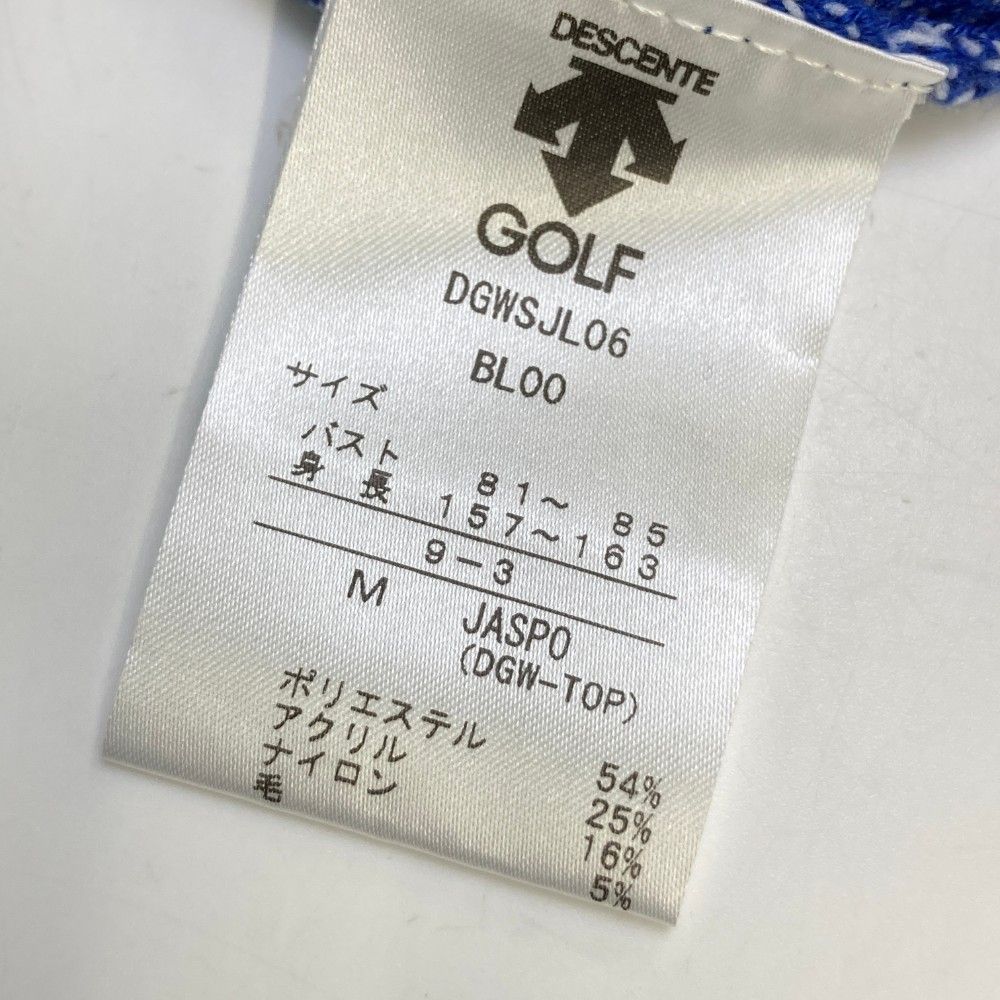 DESCENTE
GOLF
DGWSJL06
BL00
サイズ
バスト 81～ 85
身 長 157～163
9-3
M JASPO
(DGW-TOP)
ポリエステル 54%
アクリル 25%
ナイロン 16%
毛 5%